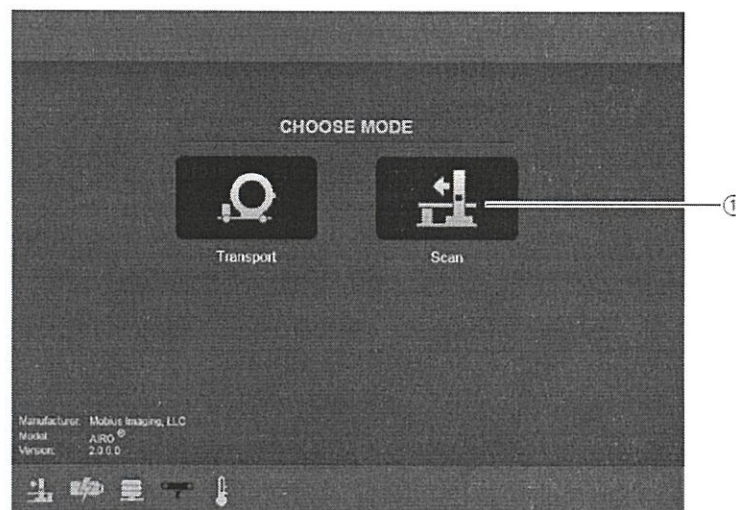 CHOOSE MODE
Transport
Scan
①
Manufacturer: Mobius Imaging, LLC
Model: AIRO®
Version: 2.0.0.0